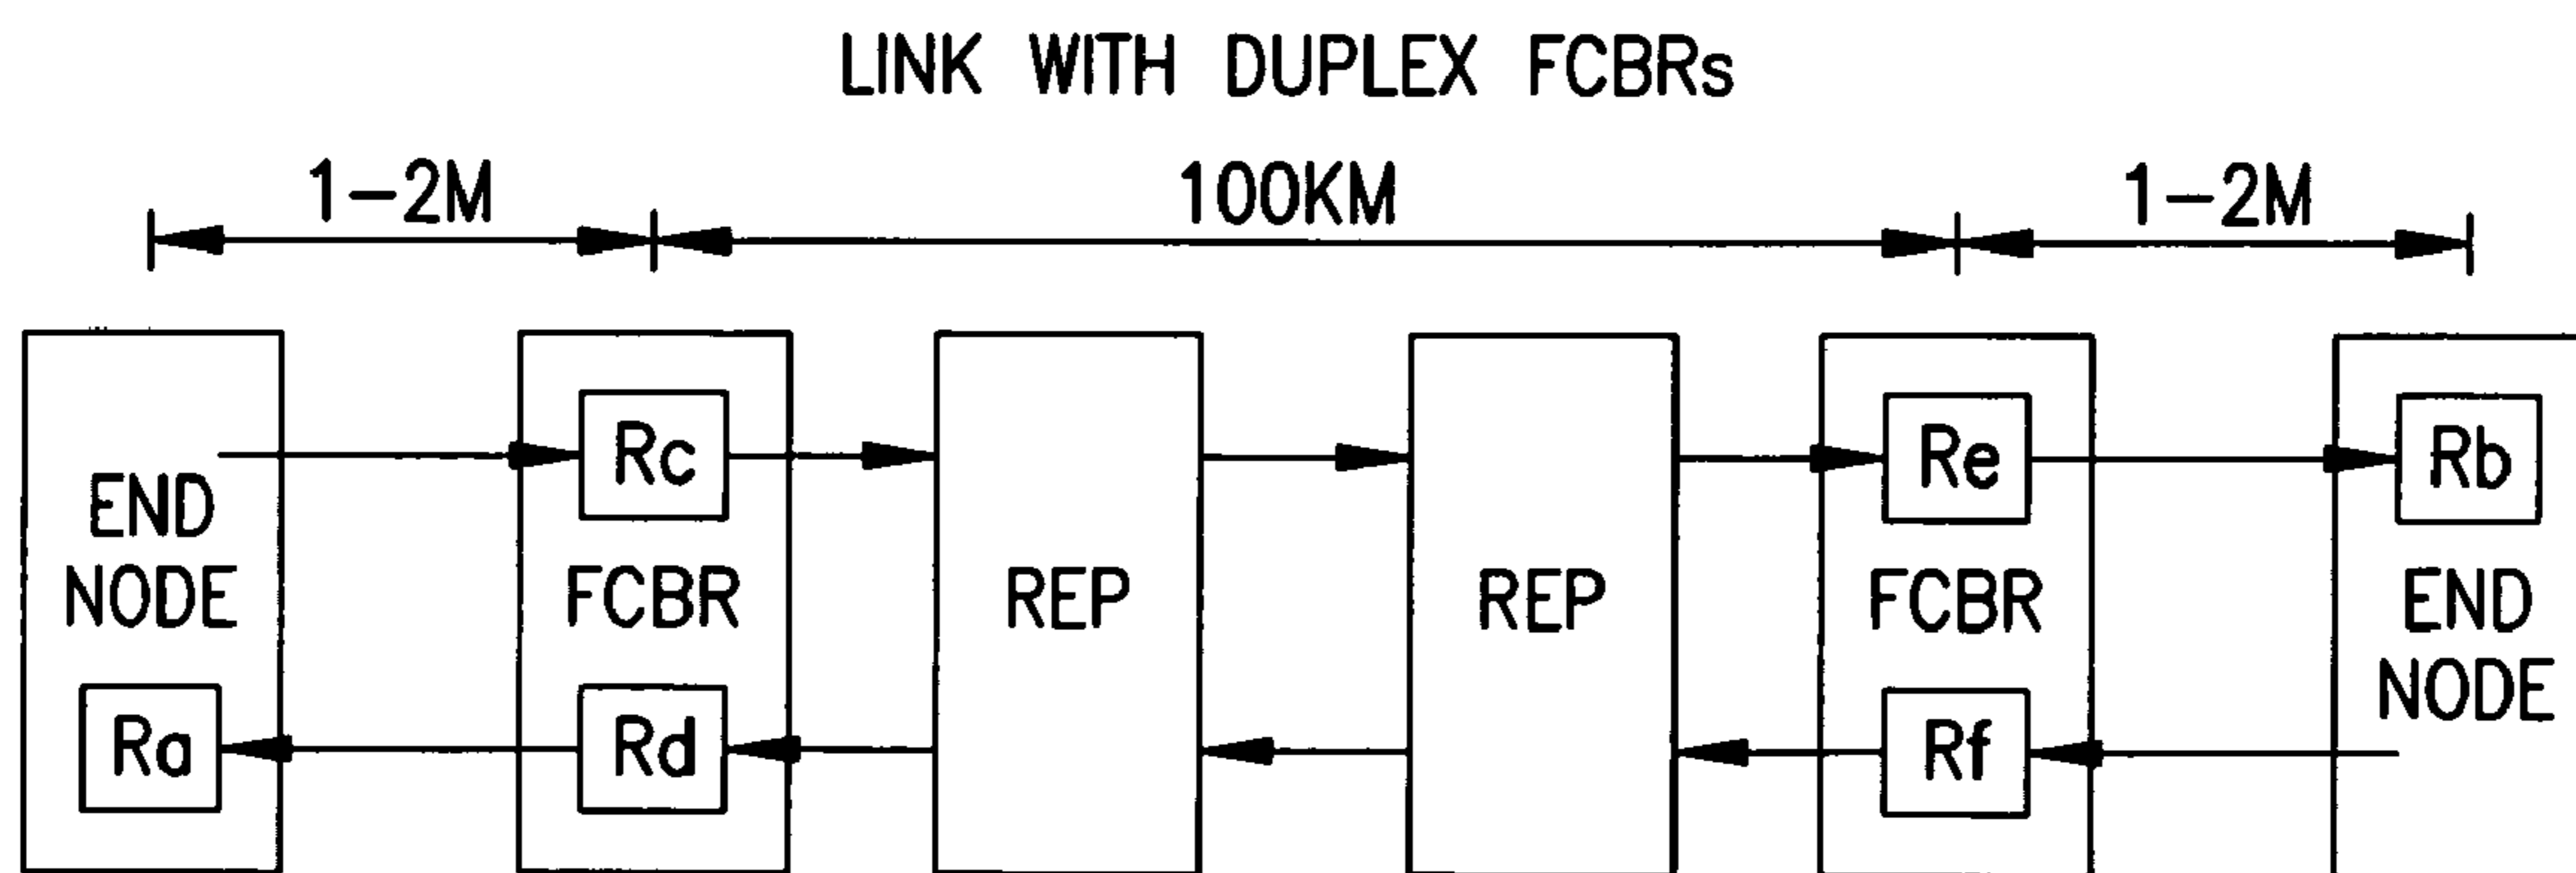 LINK WITH DUPLEX FCBRs
1-2M
100KM
1-2M
END
NODE
Ra
Rc
FCBR
Rd
REP
REP
Re
FCBR
Rf
Rb
END
NODE